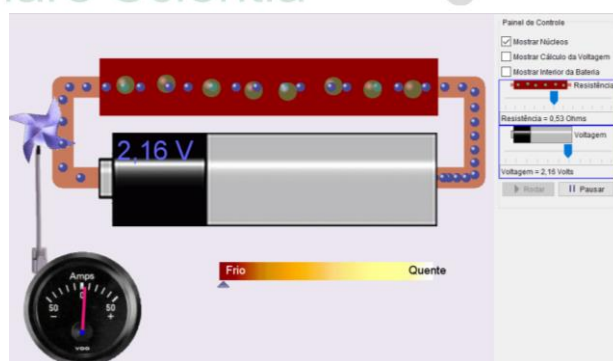 Painel de Controle
Mostrar Núcleos
Mostrar Cálculo da Voltagem
Mostrar Interior da Bateria
Resistência
Resistência = 0,53 Ohms
Voltagem
Voltagem = 2,16 Volts
Rodar
Pausar
2,16 V
Frio
Quente
Amps
0
50
50
-
+